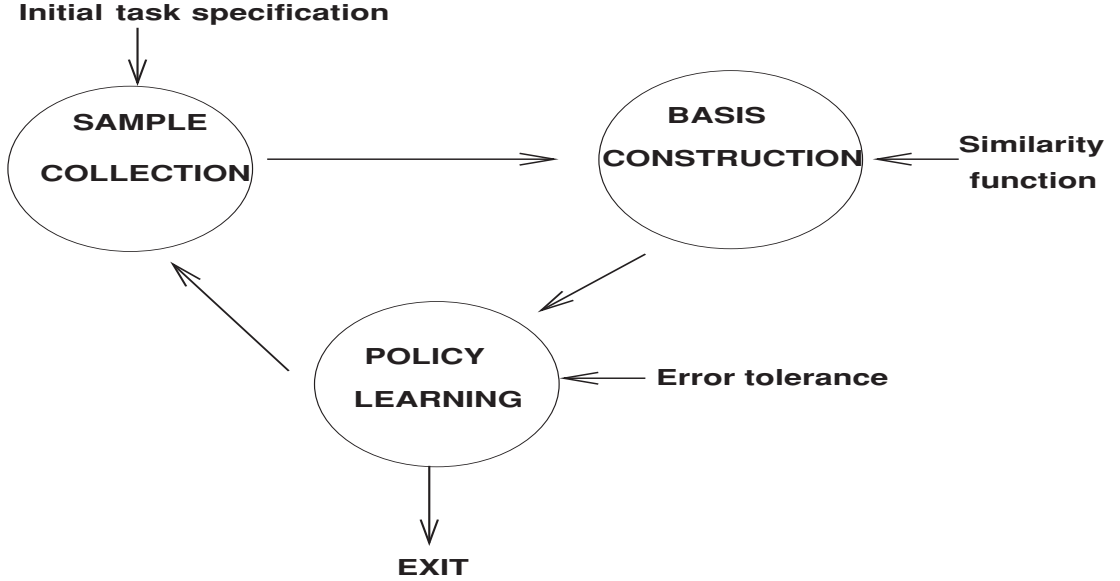 Initial task specification
SAMPLE
COLLECTION
BASIS
CONSTRUCTION
Similarity
function
POLICY
LEARNING
Error tolerance
EXIT